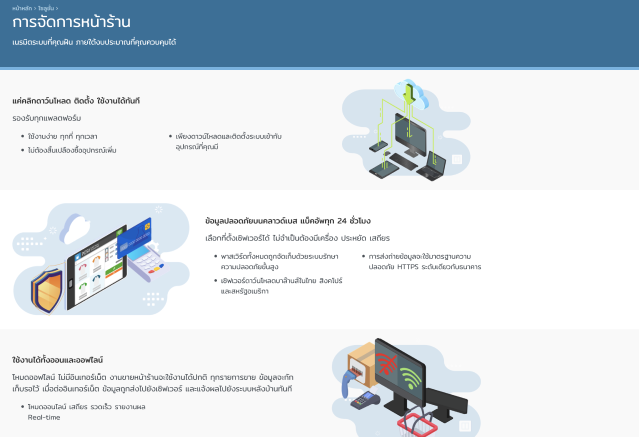 หน้าหลัก › โซลูชั่น ›
การจัดการหน้าร้าน
เนรมิตระบบที่คุณฝัน ภายใต้งบประมาณที่คุณควบคุมได้
แค่คลิกดาวน์โหลด ติดตั้ง ใช้งานได้ทันที
รองรับทุกแพลตฟอร์ม
ใช้งานง่าย ทุกที่ ทุกเวลา
ไม่ต้องสิ้นเปลืองซื้ออุปกรณ์เพิ่ม
เพียงดาวน์โหลดและติดตั้งระบบเข้ากับ
อุปกรณ์ที่คุณมี
ข้อมูลปลอดภัยบนคลาวด์เบส แบ็คอัพทุก 24 ชั่วโมง
เลือกที่ตั้งเซิฟเวอร์ได้ ไม่จำเป็นต้องมีเครื่อง ประหยัด เสถียร
พาสเวิร์ดทั้งหมดถูกจัดเก็บด้วยระบบรักษา
ความปลอดภัยขั้นสูง
เซิฟเวอร์ดาว์นโหลดบาล๊านส์ในไทย สิงคโปร์
และสหรัฐอเมริกา
การส่งถ่ายข้อมูลจะใช้มาตรฐานความ
ปลอดภัย HTTPS ระดับเดียวกับธนาคาร
ใช้งานได้ทั้งออนและออฟไลน์
โหมดออฟไลน์ ไม่มีอินเทอร์เน็ต งานขายหน้าร้านจะใช้งานได้ปกติ ทุกรายการขาย ข้อมูลจะถูก
เก็บรอไว้ เมื่อต่ออินเทอร์เน็ต ข้อมูลถูกส่งไปยังเซิฟเวอร์ และแจ้งผลไปยังระบบหลังบ้านทันที
โหมดออนไลน์ เสถียร รวดเร็ว รายงานผล
Real-time